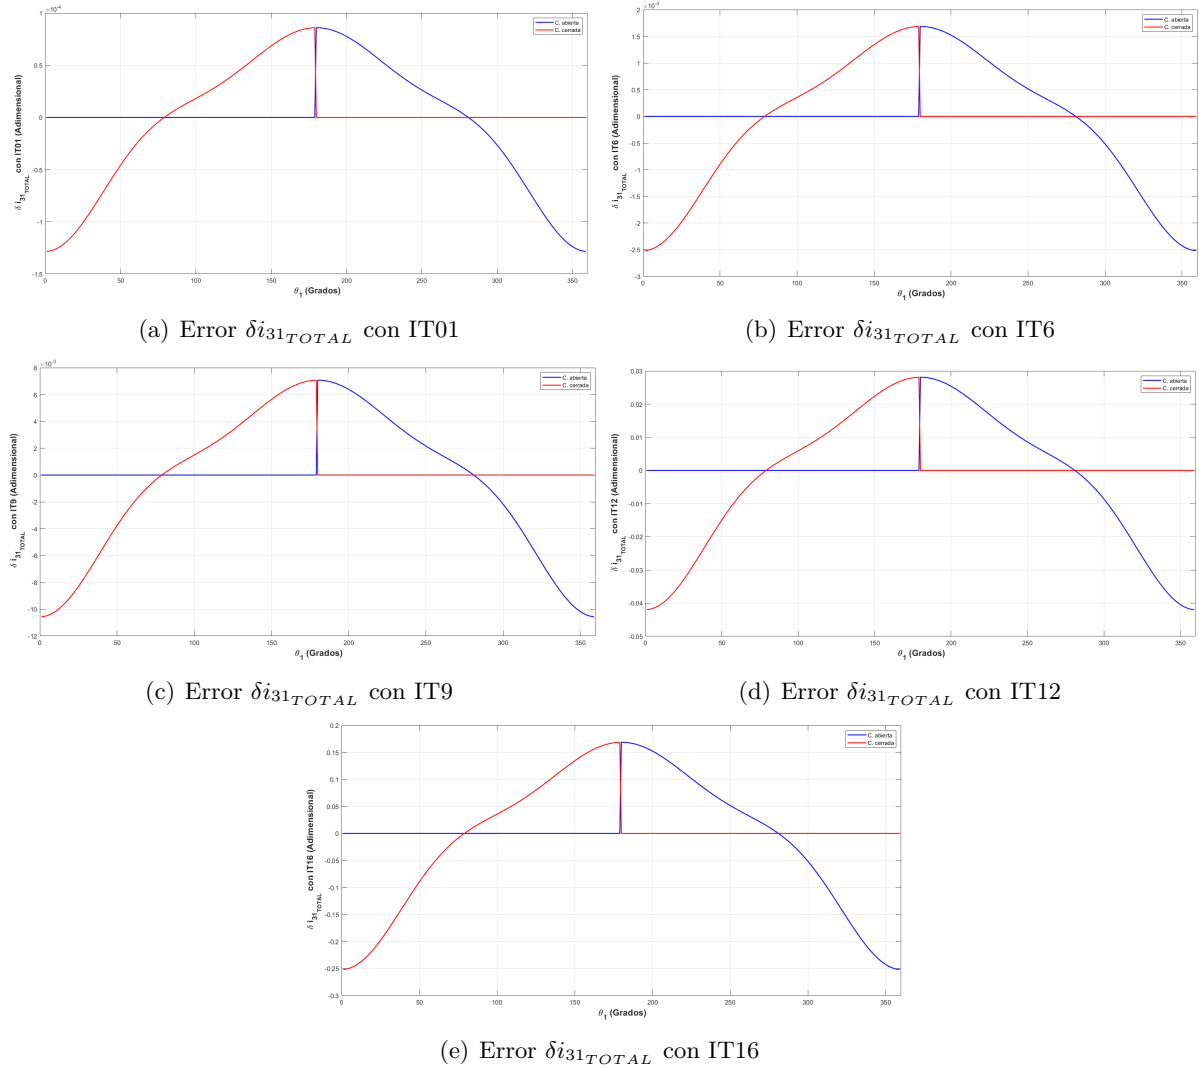 ×10⁻⁴
C. abierta
C. cerrada
1
0.5
0
-0.5
-1
-1.5
δ i31TOTAL con IT01 (Adimensional)
0 50 100 150 200 250 300 350
θ1 (Grados)
(a) Error δi31TOTAL con IT01
×10⁻³
C. abierta
C. cerrada
2
1.5
1
0.5
0
-0.5
-1
-1.5
-2
-2.5
-3
δ i31TOTAL con IT6 (Adimensional)
0 50 100 150 200 250 300 350
θ1 (Grados)
(b) Error δi31TOTAL con IT6
×10⁻³
C. abierta
C. cerrada
8
6
4
2
0
-2
-4
-6
-8
-10
-12
δ i31TOTAL con IT9 (Adimensional)
0 50 100 150 200 250 300 350
θ1 (Grados)
(c) Error δi31TOTAL con IT9
C. abierta
C. cerrada
0.03
0.02
0.01
0
-0.01
-0.02
-0.03
-0.04
-0.05
δ i31TOTAL con IT12 (Adimensional)
0 50 100 150 200 250 300 350
θ1 (Grados)
(d) Error δi31TOTAL con IT12
C. abierta
C. cerrada
0.2
0.15
0.1
0.05
0
-0.05
-0.1
-0.15
-0.2
-0.25
-0.3
δ i31TOTAL con IT16 (Adimensional)
0 50 100 150 200 250 300 350
θ1 (Grados)
(e) Error δi31TOTAL con IT16